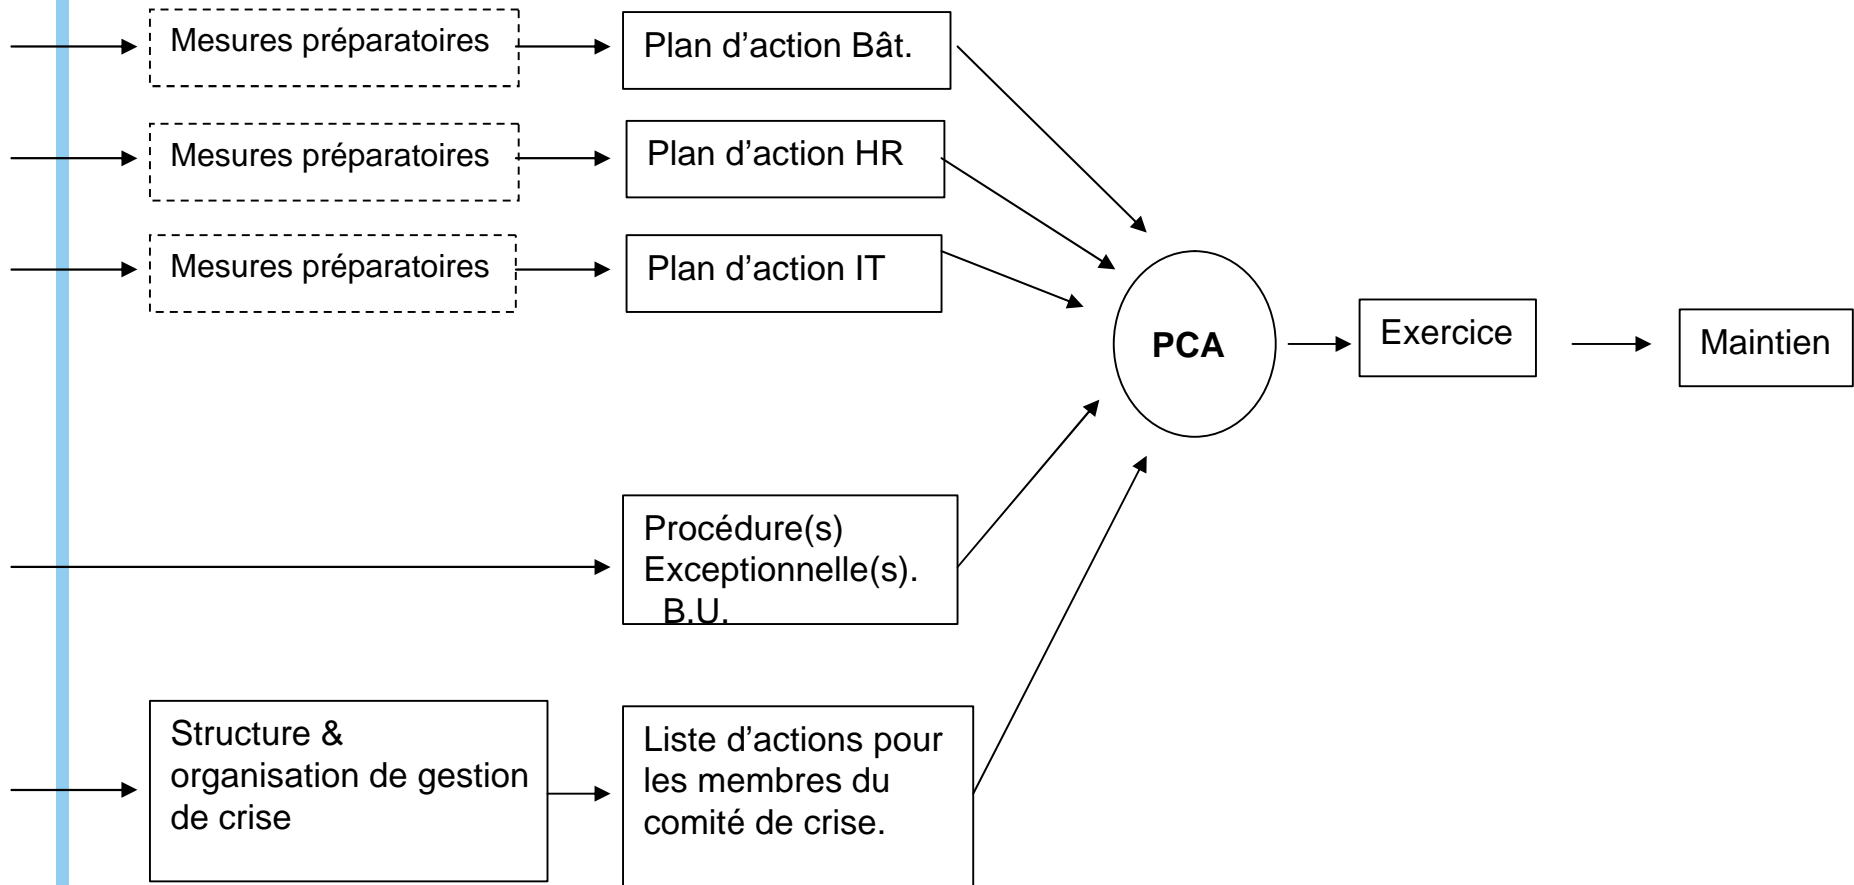 Mesures préparatoires
Plan d’action Bât.
Mesures préparatoires
Plan d’action HR
Mesures préparatoires
Plan d’action IT
PCA
Exercice
Maintien
Procédure(s)
Exceptionnelle(s).
B.U.
Structure &
organisation de gestion
de crise
Liste d’actions pour
les membres du
comité de crise.